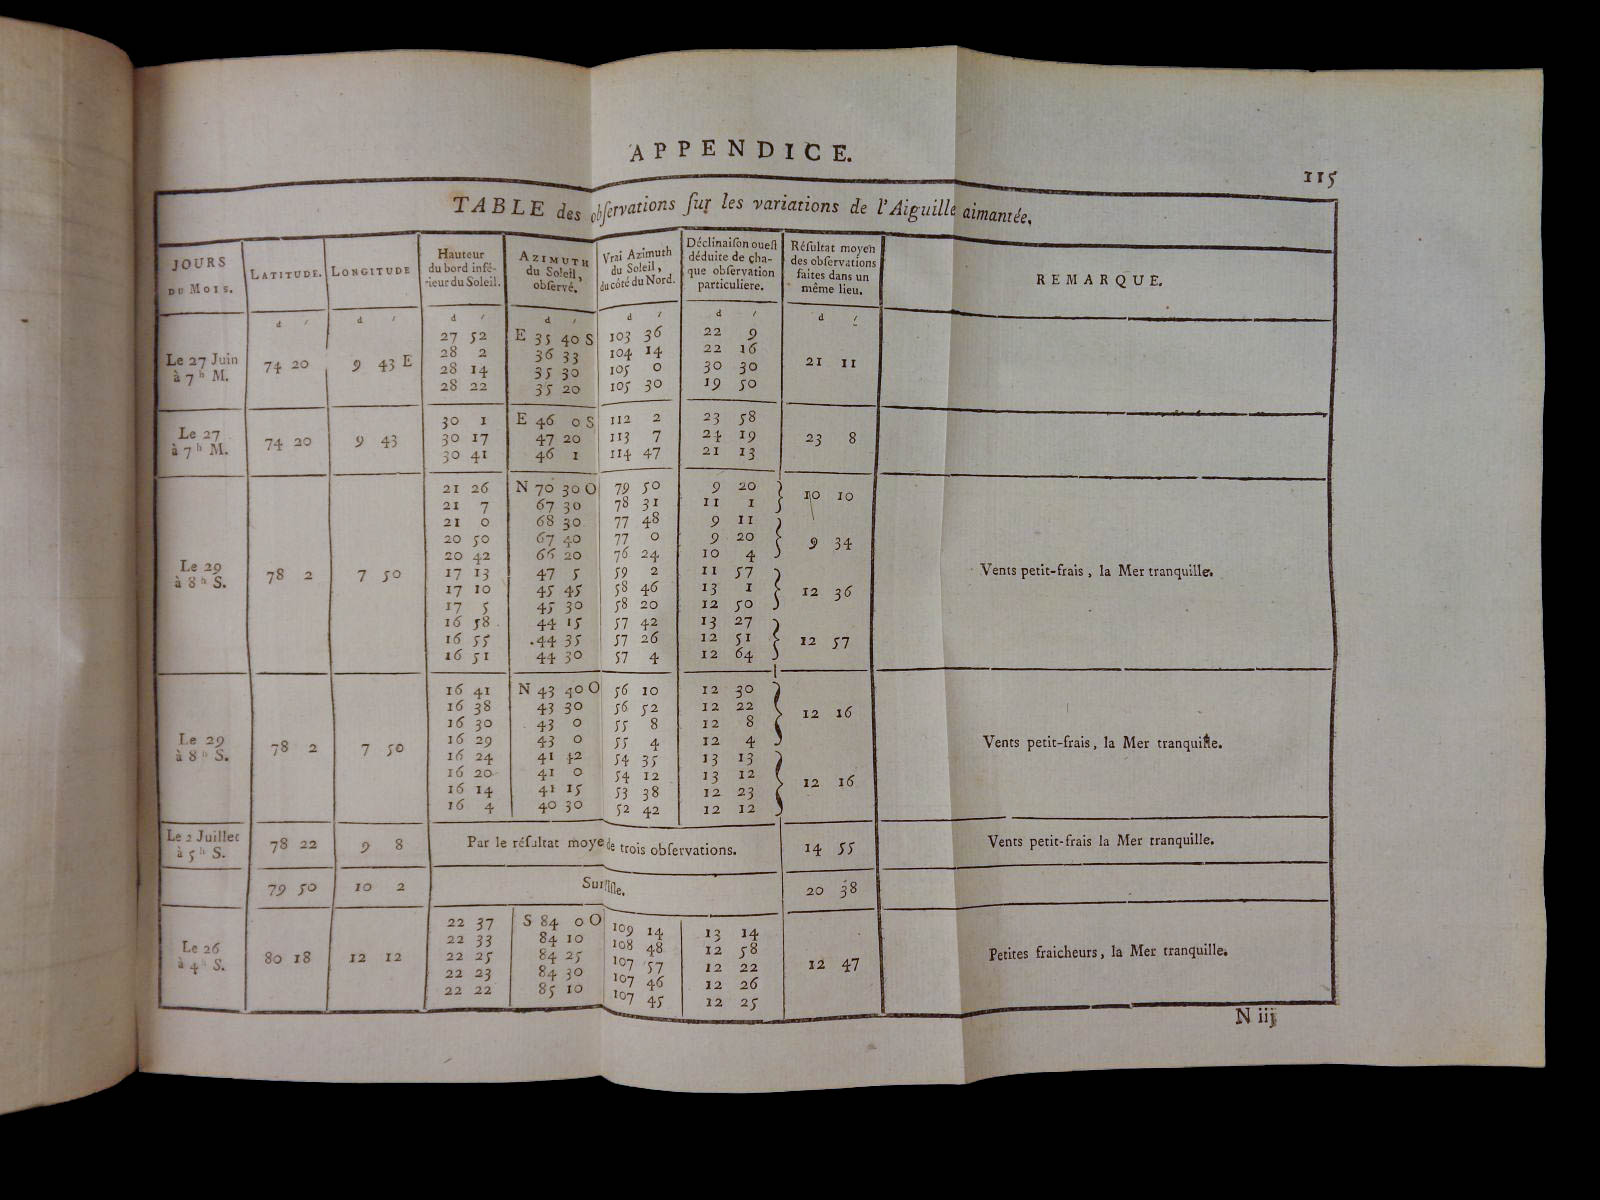 APPENDICE.
115
TABLE des obſervations ſur les variations de l'Aiguille aimantée.
JOURS
DU MOIS.
LATITUDE.
LONGITUDE
Hauteur
du bord infé-
rieur du Soleil.
AZIMUTH
du Soleil,
obſervé.
Vrai Azimuth
du Soleil,
du côté du Nord.
Déclinaiſon oueſt
déduite de cha-
que obſervation
particuliere.
Réſultat moyen
des obſervations
faites dans un
même lieu.
REMARQUE.
d ′ d ′ d ′ d ′ d ′ d ′ d ′
Le 27 Juin
à 7 h M.
74 20
9 43 E
27 52 E 35 40 S 103 36 22 9
28 2 36 33 104 14 22 16
28 14 35 30 105 0 30 30
28 22 35 20 105 30 19 50
21 11
Le 27
à 7 h M.
74 20
9 43
30 1 E 46 0 S 112 2 23 58
30 17 47 20 113 7 24 19
30 41 46 1 114 47 21 13
23 8
Le 29
à 8 h S.
78 2
7 50
21 26 N 70 30 O 79 50 9 20
21 7 67 30 78 31 11 1
21 0 68 30 77 48 9 11
20 50 67 40 77 0 9 20
20 42 66 20 76 24 10 4
17 13 47 5 59 2 11 57
17 10 45 45 58 46 13 1
17 5 45 30 58 20 12 50
16 58 44 15 57 42 13 27
16 55 44 35 57 26 12 51
16 51 44 30 57 4 12 64
10 10
9 34
12 36
12 57
Vents petit-frais, la Mer tranquille.
Le 29
à 8 h S.
78 2
7 50
16 41 N 43 40 O 56 10 12 30
16 38 43 30 56 52 12 22
16 30 43 0 55 8 12 8
16 29 43 0 55 4 12 4
16 24 41 42 54 35 13 13
16 20 41 0 54 12 13 12
16 14 41 15 53 38 12 23
16 4 40 30 52 42 12 12
12 16
12 16
Vents petit-frais, la Mer tranquille.
Le 2 Juillet
à 5 h S.
78 22
9 8
Par le réſultat moye de trois obſervations.
14 55
Vents petit-frais la Mer tranquille.
79 50
10 2
20 38
Le 26
à 4 h S.
80 18
12 12
22 37 S 84 0 O 109 14 13 14
22 33 84 10 108 48 12 58
22 25 84 25 107 57 12 22
22 23 84 30 107 46 12 26
22 22 85 10 107 45 12 25
12 47
Petites fraicheurs, la Mer tranquille.
N iij